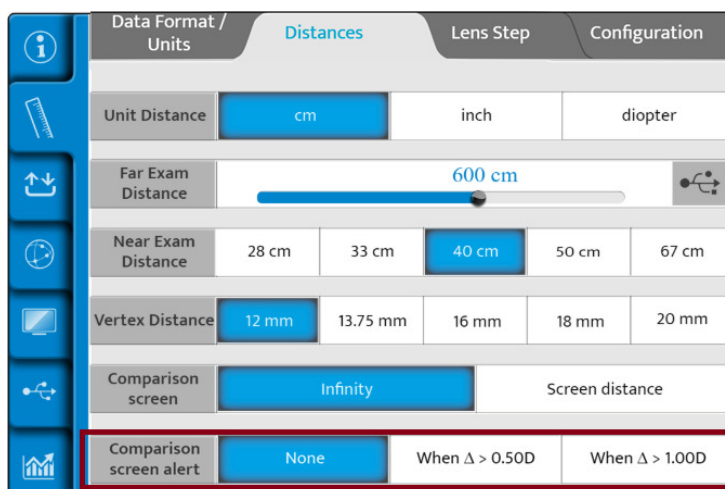 Data Format /
Units
Distances
Lens Step
Configuration
Unit Distance
cm
inch
diopter
Far Exam
Distance
600 cm
Near Exam
Distance
28 cm
33 cm
40 cm
50 cm
67 cm
Vertex Distance
12 mm
13.75 mm
16 mm
18 mm
20 mm
Comparison
screen
Infinity
Screen distance
Comparison
screen alert
None
When Δ > 0.50D
When Δ > 1.00D